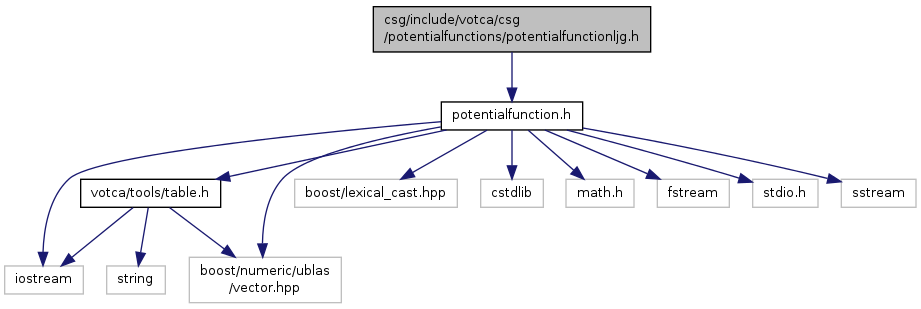 csg/include/votca/csg
/potentialfunctions/potentialfunctionljg.h
potentialfunction.h
votca/tools/table.h
boost/lexical_cast.hpp
cstdlib
math.h
fstream
stdio.h
sstream
iostream
string
boost/numeric/ublas
/vector.hpp